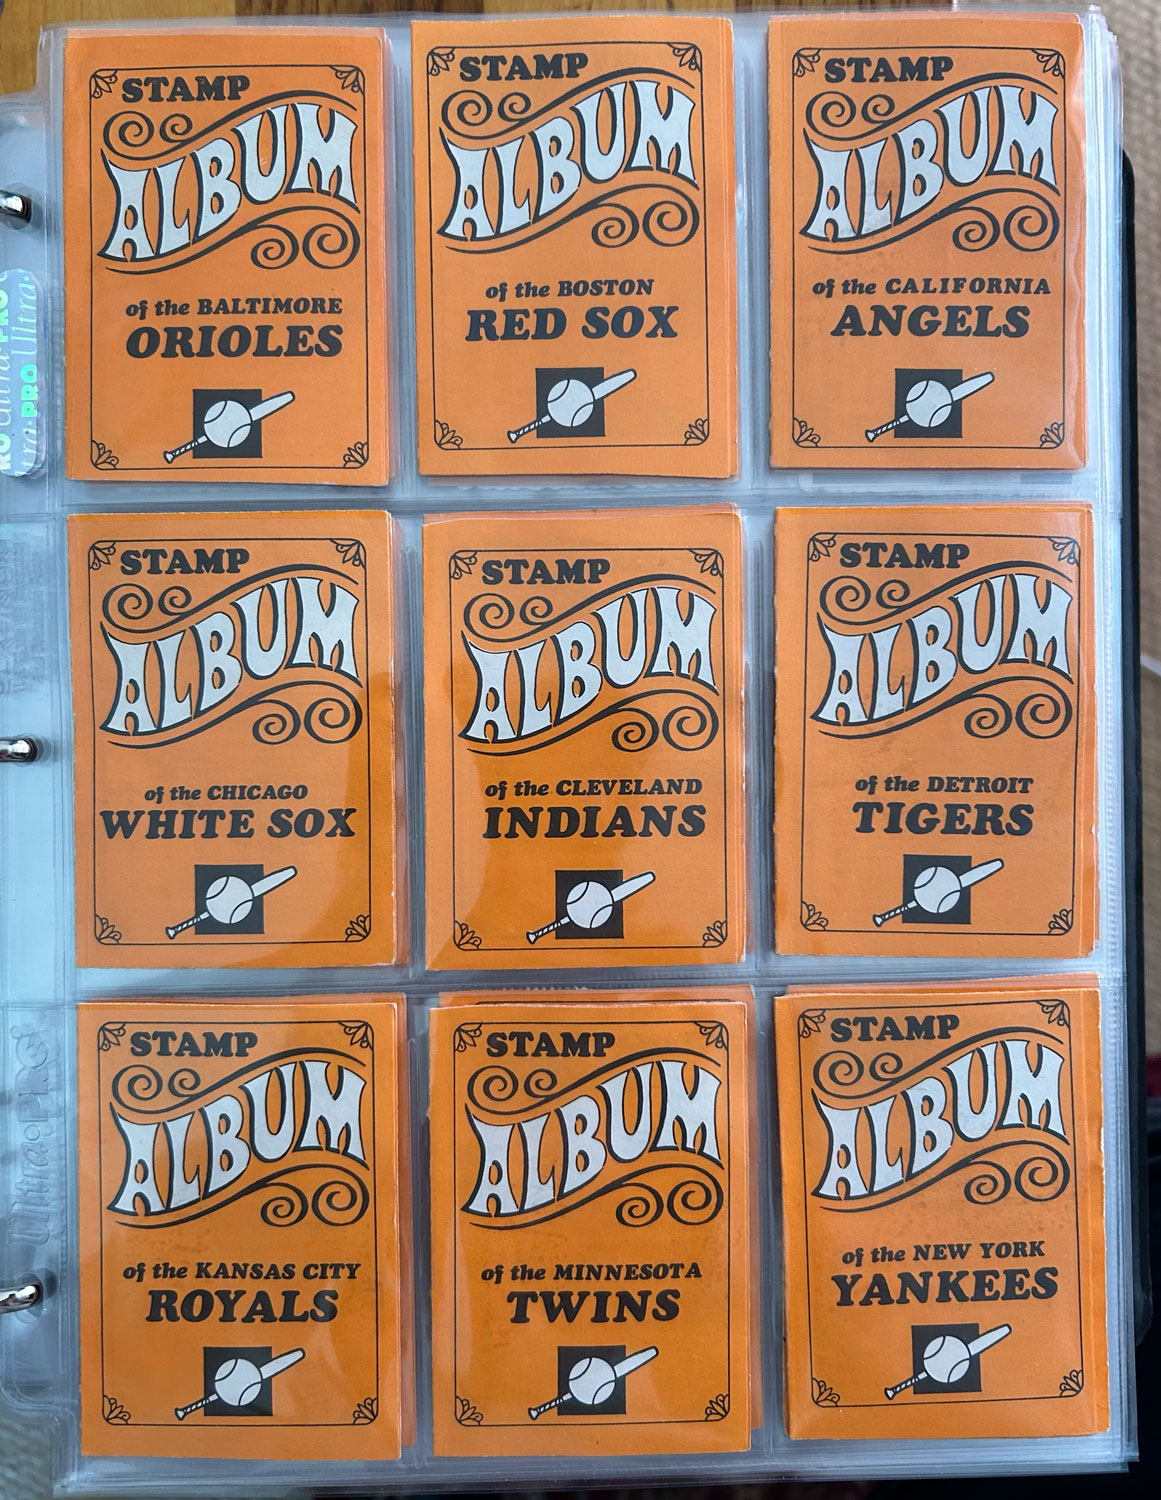 STAMP
ALBUM
of the BALTIMORE
ORIOLES
STAMP
ALBUM
of the BOSTON
RED SOX
STAMP
ALBUM
of the CALIFORNIA
ANGELS
STAMP
ALBUM
of the CHICAGO
WHITE SOX
STAMP
ALBUM
of the CLEVELAND
INDIANS
STAMP
ALBUM
of the DETROIT
TIGERS
STAMP
ALBUM
of the KANSAS CITY
ROYALS
STAMP
ALBUM
of the MINNESOTA
TWINS
STAMP
ALBUM
of the NEW YORK
YANKEES
Ultra·PRO